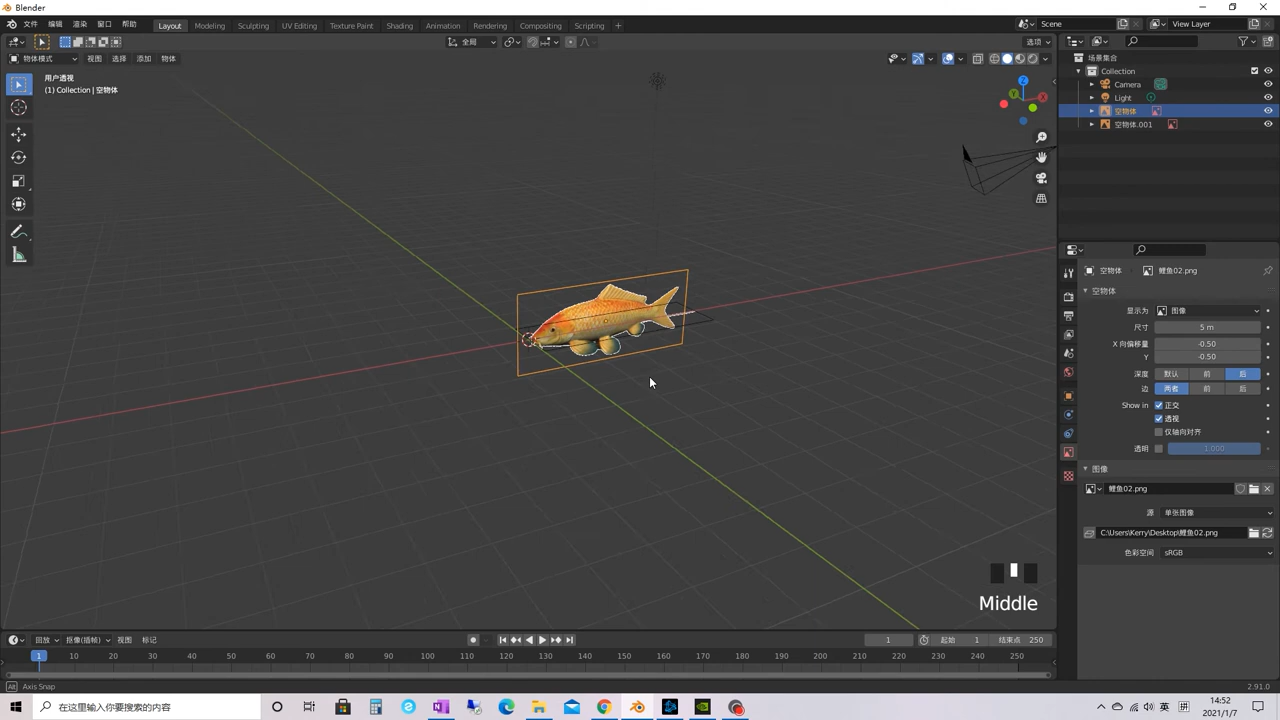 Blender
文件 编辑 渲染 窗口 帮助 Layout Modeling Sculpting UV Editing Texture Paint Shading Animation Rendering Compositing Scripting + Scene View Layer
全局 选项
物体模式 视图 选择 添加 物体
用户透视
(1) Collection | 空物体
Z
Y
X
场景集合
Collection
Camera
Light
空物体
空物体.001
空物体 鲤鱼02.png
空物体
显示为 图像
尺寸 5 m
X 向偏移量 -0.50
Y -0.50
深度 默认 前 后
边 两者 前 后
Show in 正交
透视
仅轴向对齐
透明 1.000
图像
鲤鱼02.png
源 单张图像
C:\Users\Kerry\Desktop\鲤鱼02.png
色彩空间 sRGB
Middle
回放 抠像(插帧) 视图 标记 1 起始 1 结束点 250
1 10 20 30 40 50 60 70 80 90 100 110 120 130 140 150 160 170 180 190 200 210 220 230 240 250
Alt Axis Snap 2.91.0
在这里输入你要搜索的内容 英 拼 14:52
2021/1/7